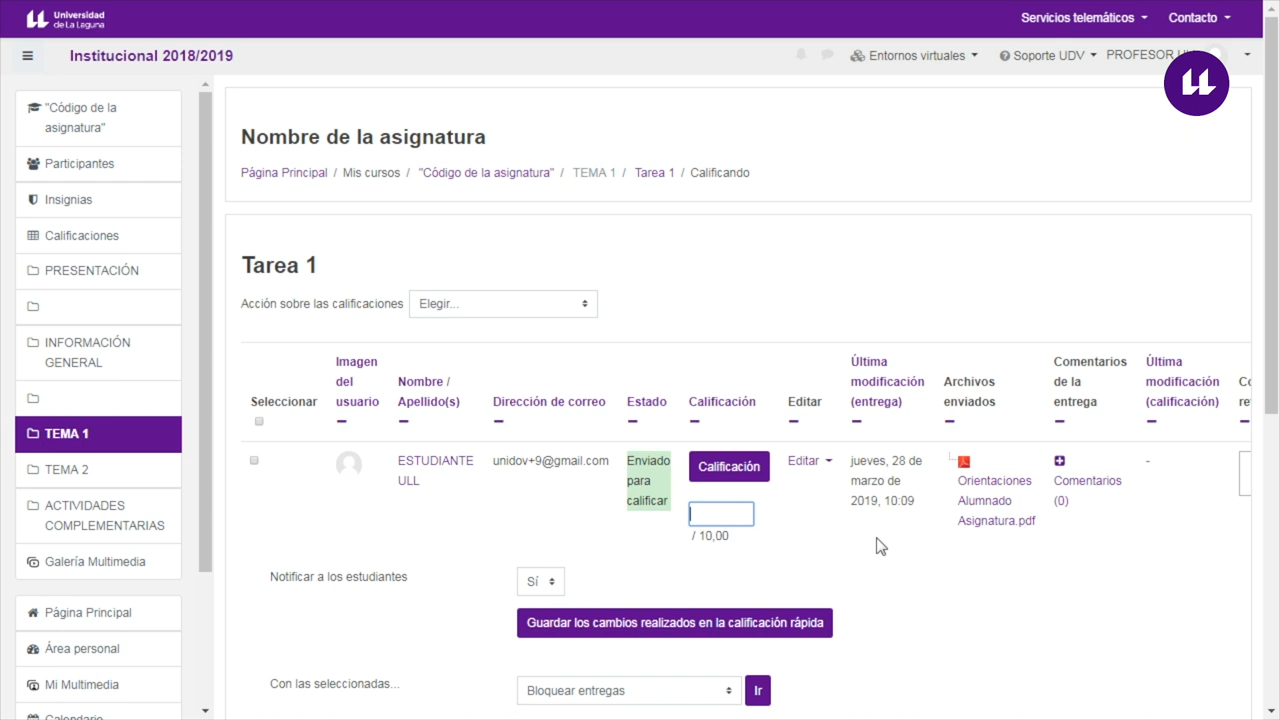 Universidad
de La Laguna
Servicios telemáticos
Contacto
Institucional 2018/2019
Entornos virtuales
Soporte UDV
PROFESOR
"Código de la
asignatura"
Participantes
Insignias
Calificaciones
PRESENTACIÓN
INFORMACIÓN
GENERAL
TEMA 1
TEMA 2
ACTIVIDADES
COMPLEMENTARIAS
Galería Multimedia
Página Principal
Área personal
Mi Multimedia
Calendario
Nombre de la asignatura
Página Principal / Mis cursos / "Código de la asignatura" / TEMA 1 / Tarea 1 / Calificando
Tarea 1
Acción sobre las calificaciones Elegir...
Seleccionar
Imagen
del
usuario
Nombre /
Apellido(s)
Dirección de correo
Estado
Calificación
Editar
Última
modificación
(entrega)
Archivos
enviados
Comentarios
de la
entrega
Última
modificación
(calificación)
ESTUDIANTE
ULL
unidov+9@gmail.com
Enviado
para
calificar
Calificación
/ 10,00
Editar
jueves, 28 de
marzo de
2019, 10:09
Orientaciones
Alumnado
Asignatura.pdf
Comentarios
(0)
-
Notificar a los estudiantes
Sí
Guardar los cambios realizados en la calificación rápida
Con las seleccionadas...
Bloquear entregas
Ir